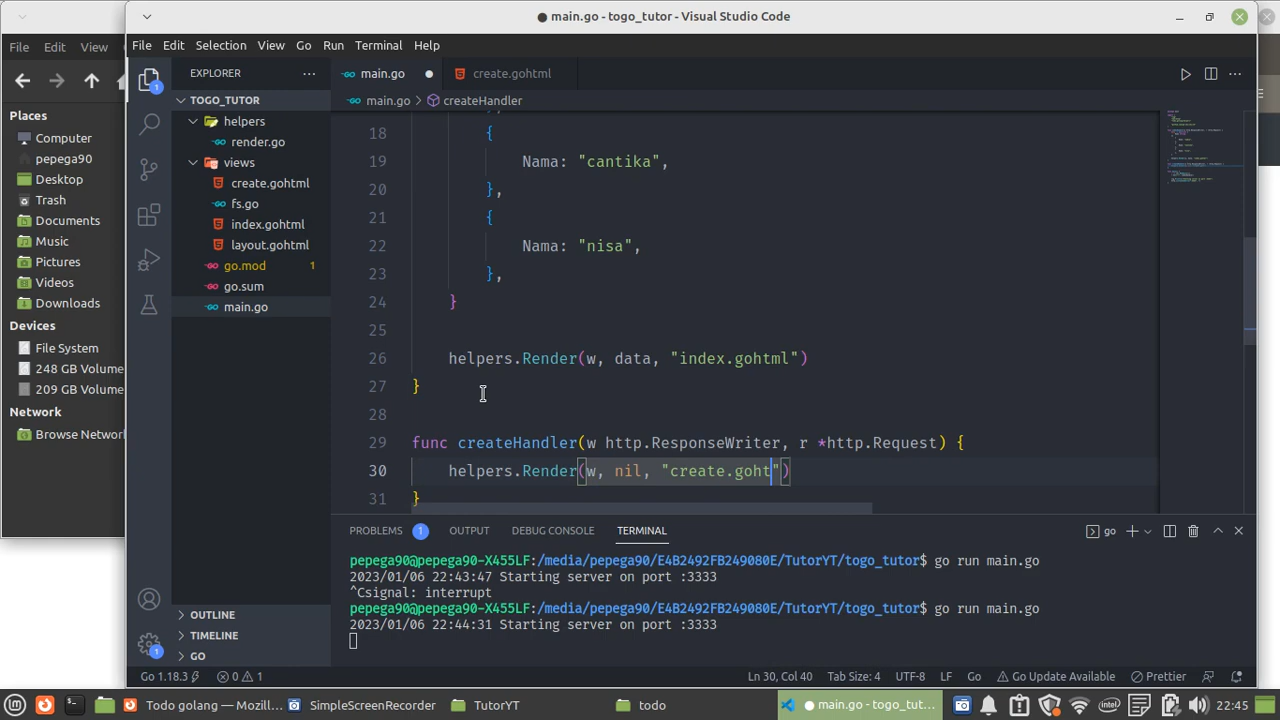 main.go - togo_tutor - Visual Studio Code
File Edit View
File Edit Selection View Go Run Terminal Help
Places
Computer
pepega90
Desktop
Trash
Documents
Music
Pictures
Videos
Downloads
Devices
File System
248 GB Volume
209 GB Volume
Network
Browse Networ
EXPLORER
TOGO_TUTOR
helpers
render.go
views
create.gohtml
fs.go
index.gohtml
layout.gohtml
go.mod 1
go.sum
main.go
OUTLINE
TIMELINE
GO
1
1
main.go create.gohtml
main.go > createHandler
18 {
19 Nama: "cantika",
20 },
21 {
22 Nama: "nisa",
23 },
24 }
25
26 helpers.Render(w, data, "index.gohtml")
27 }
28
29 func createHandler(w http.ResponseWriter, r *http.Request) {
30 helpers.Render(w, nil, "create.goht")
31 }
PROBLEMS 1 OUTPUT DEBUG CONSOLE TERMINAL go
pepega90@pepega90-X455LF:/media/pepega90/E4B2492FB249080E/TutorYT/togo_tutor$ go run main.go
2023/01/06 22:43:47 Starting server on port :3333
^Csignal: interrupt
pepega90@pepega90-X455LF:/media/pepega90/E4B2492FB249080E/TutorYT/togo_tutor$ go run main.go
2023/01/06 22:44:31 Starting server on port :3333
Go 1.18.3 0 1 Ln 30, Col 40 Tab Size: 4 UTF-8 LF Go Go Update Available Prettier
Todo golang — Mozill... SimpleScreenRecorder TutorYT todo main.go - togo_tut... 22:45